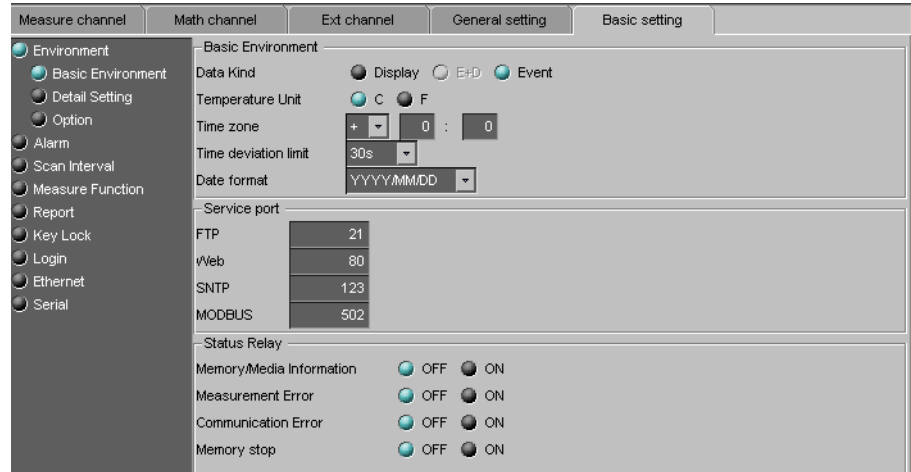 Measure channel Math channel Ext channel General setting Basic setting
Environment
Basic Environment
Detail Setting
Option
Alarm
Scan Interval
Measure Function
Report
Key Lock
Login
Ethernet
Serial
Basic Environment
Data Kind Display E+D Event
Temperature Unit C F
Time zone + 0 : 0
Time deviation limit 30s
Date format YYYY/MM/DD
Service port
FTP 21
Web 80
SNTP 123
MODBUS 502
Status Relay
Memory/Media Information OFF ON
Measurement Error OFF ON
Communication Error OFF ON
Memory stop OFF ON